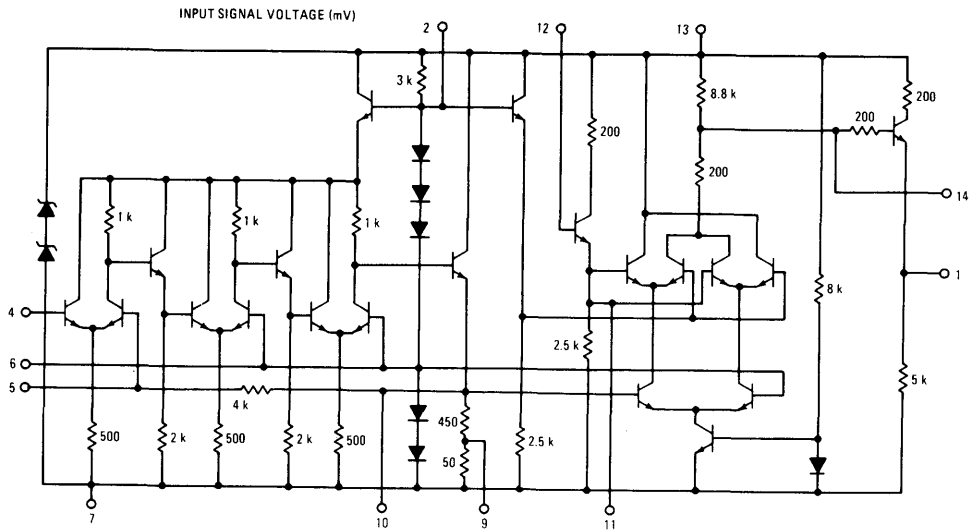 INPUT SIGNAL VOLTAGE (mV)
2 12 13
3 k 8.8 k 200
200 200
200 14
1 k 1 k 1 k
1
8 k
4
2.5 k
6
5 5 k
4 k
450
500 2 k 500 2 k 500 2.5 k
50
7 10 9 11